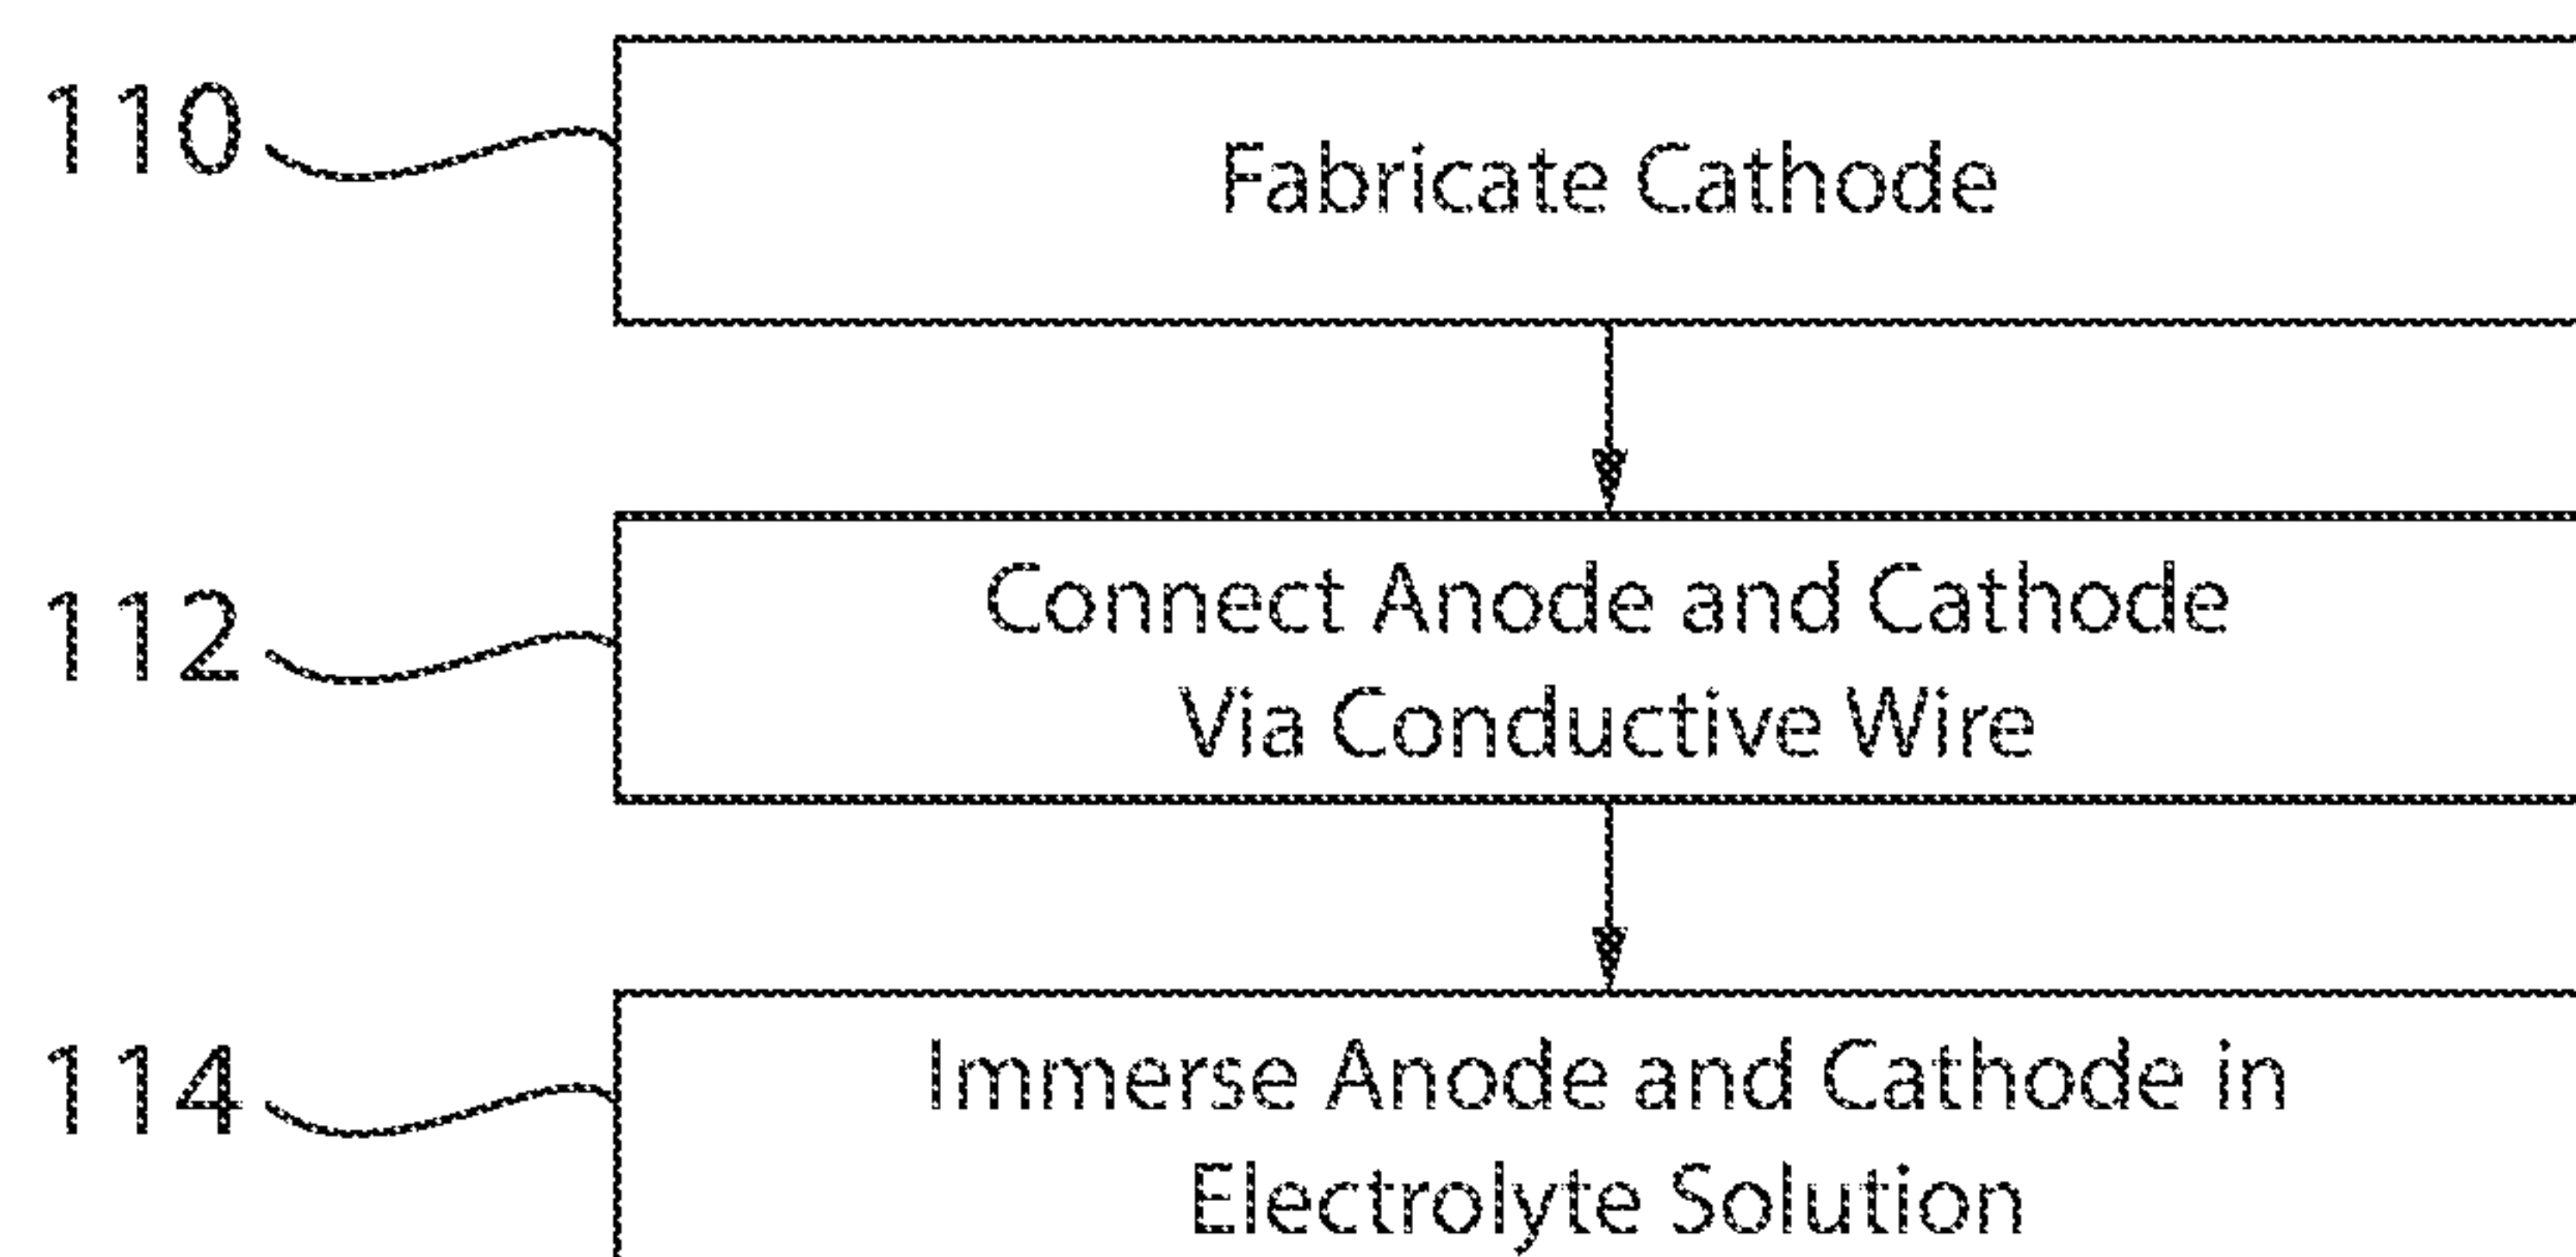 110
Fabricate Cathode
112
Connect Anode and Cathode
Via Conductive Wire
114
Immerse Anode and Cathode in
Electrolyte Solution